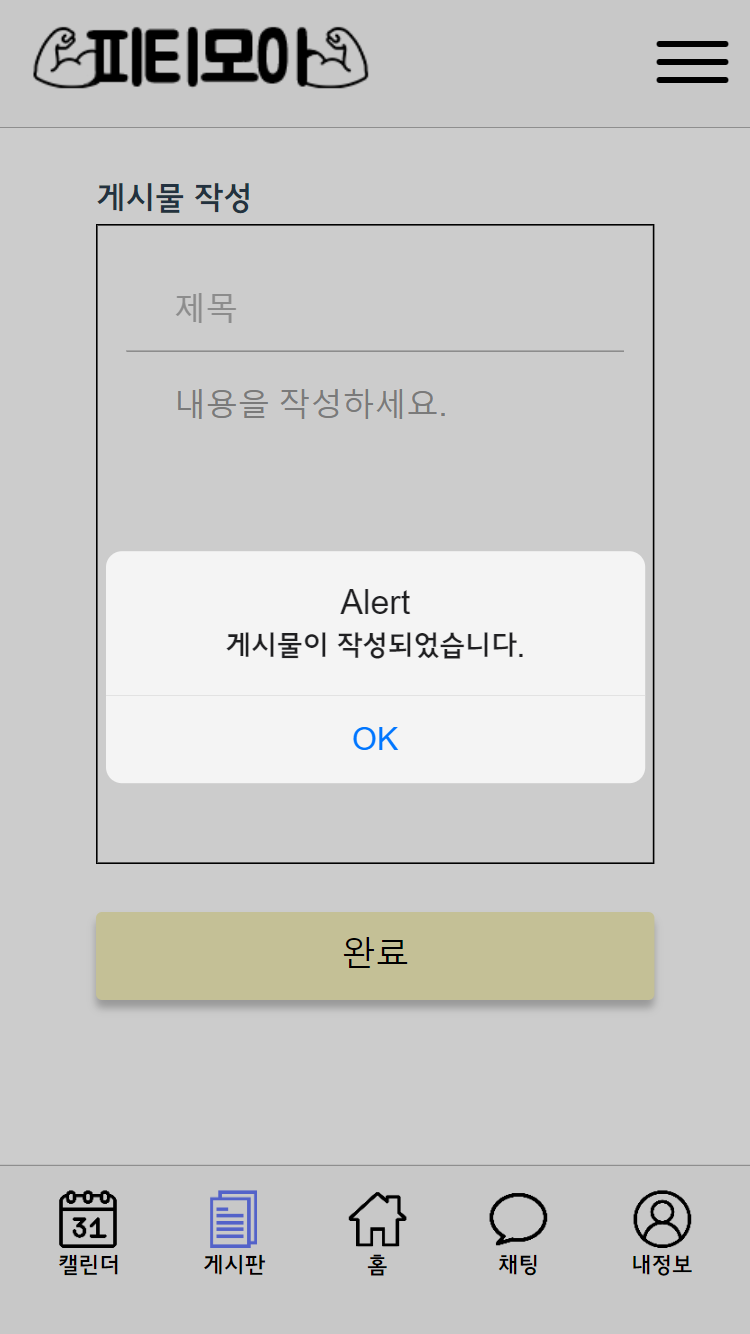 피티모아
게시물 작성
제목
내용을 작성하세요.
Alert
게시물이 작성되었습니다.
OK
완료
31
캘린더
게시판
홈
채팅
내정보